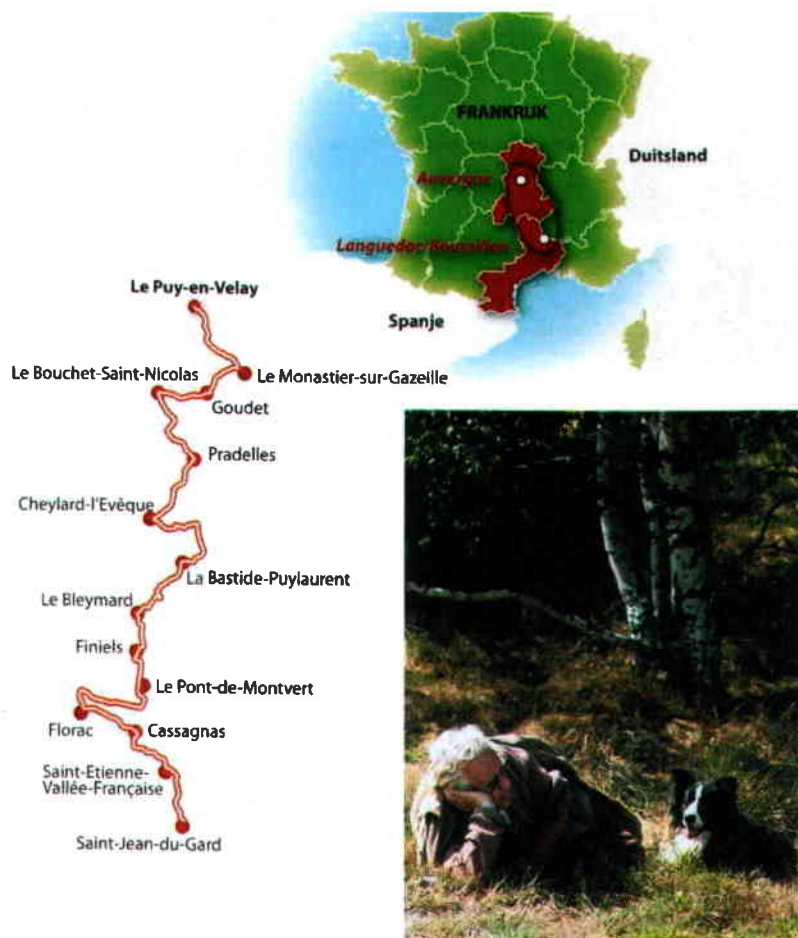 FRANKRIJK
Duitsland
Auvergne
Languedoc-Roussillon
Spanje
Le Puy-en-Velay
Le Bouchet-Saint-Nicolas
Le Monastier-sur-Gazeille
Goudet
Pradelles
Cheylard-l'Evêque
La Bastide-Puylaurent
Le Bleymard
Finiels
Le Pont-de-Montvert
Florac
Cassagnas
Saint-Etienne-
Vallée-Française
Saint-Jean-du-Gard